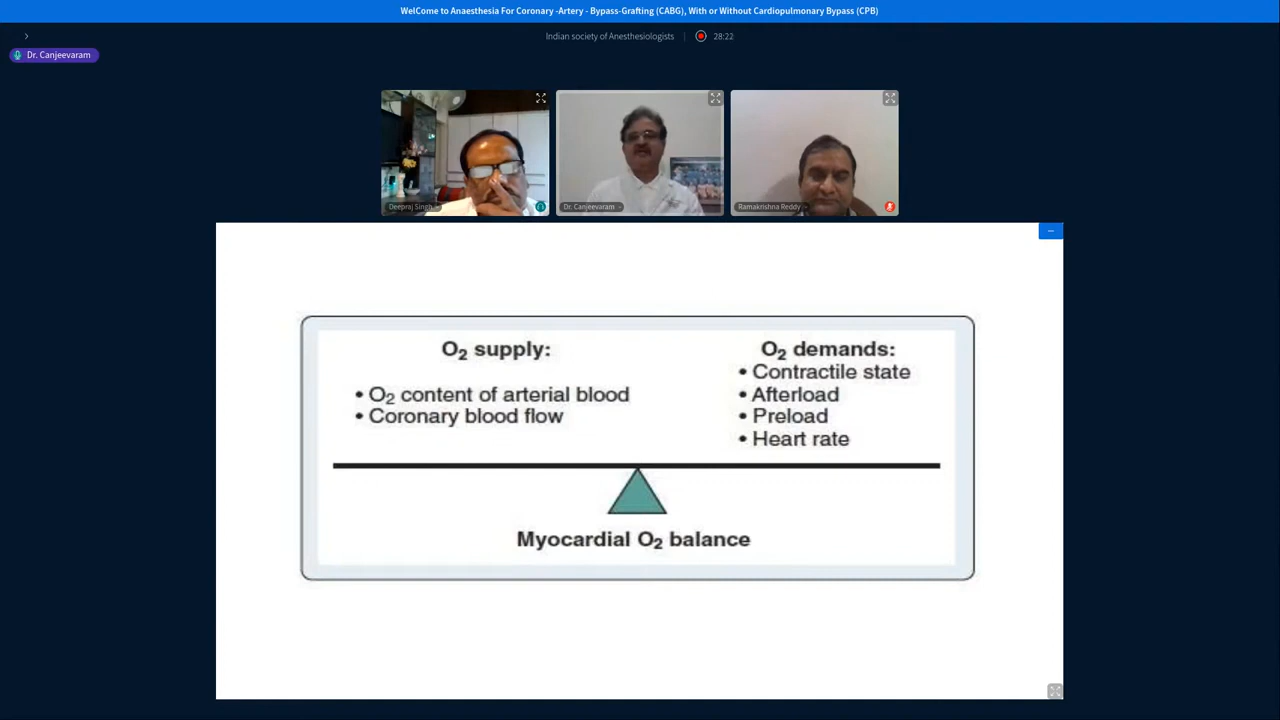 WelCome to Anaesthesia For Coronary -Artery - Bypass-Grafting (CABG), With or Without Cardiopulmonary Bypass (CPB)
Indian society of Anesthesiologists | 28:22
Dr. Canjeevaram
Deepraj Singh
Dr. Canjeevaram
Ramakrishna Reddy
O2 supply:
• O2 content of arterial blood
• Coronary blood flow
O2 demands:
• Contractile state
• Afterload
• Preload
• Heart rate
Myocardial O2 balance